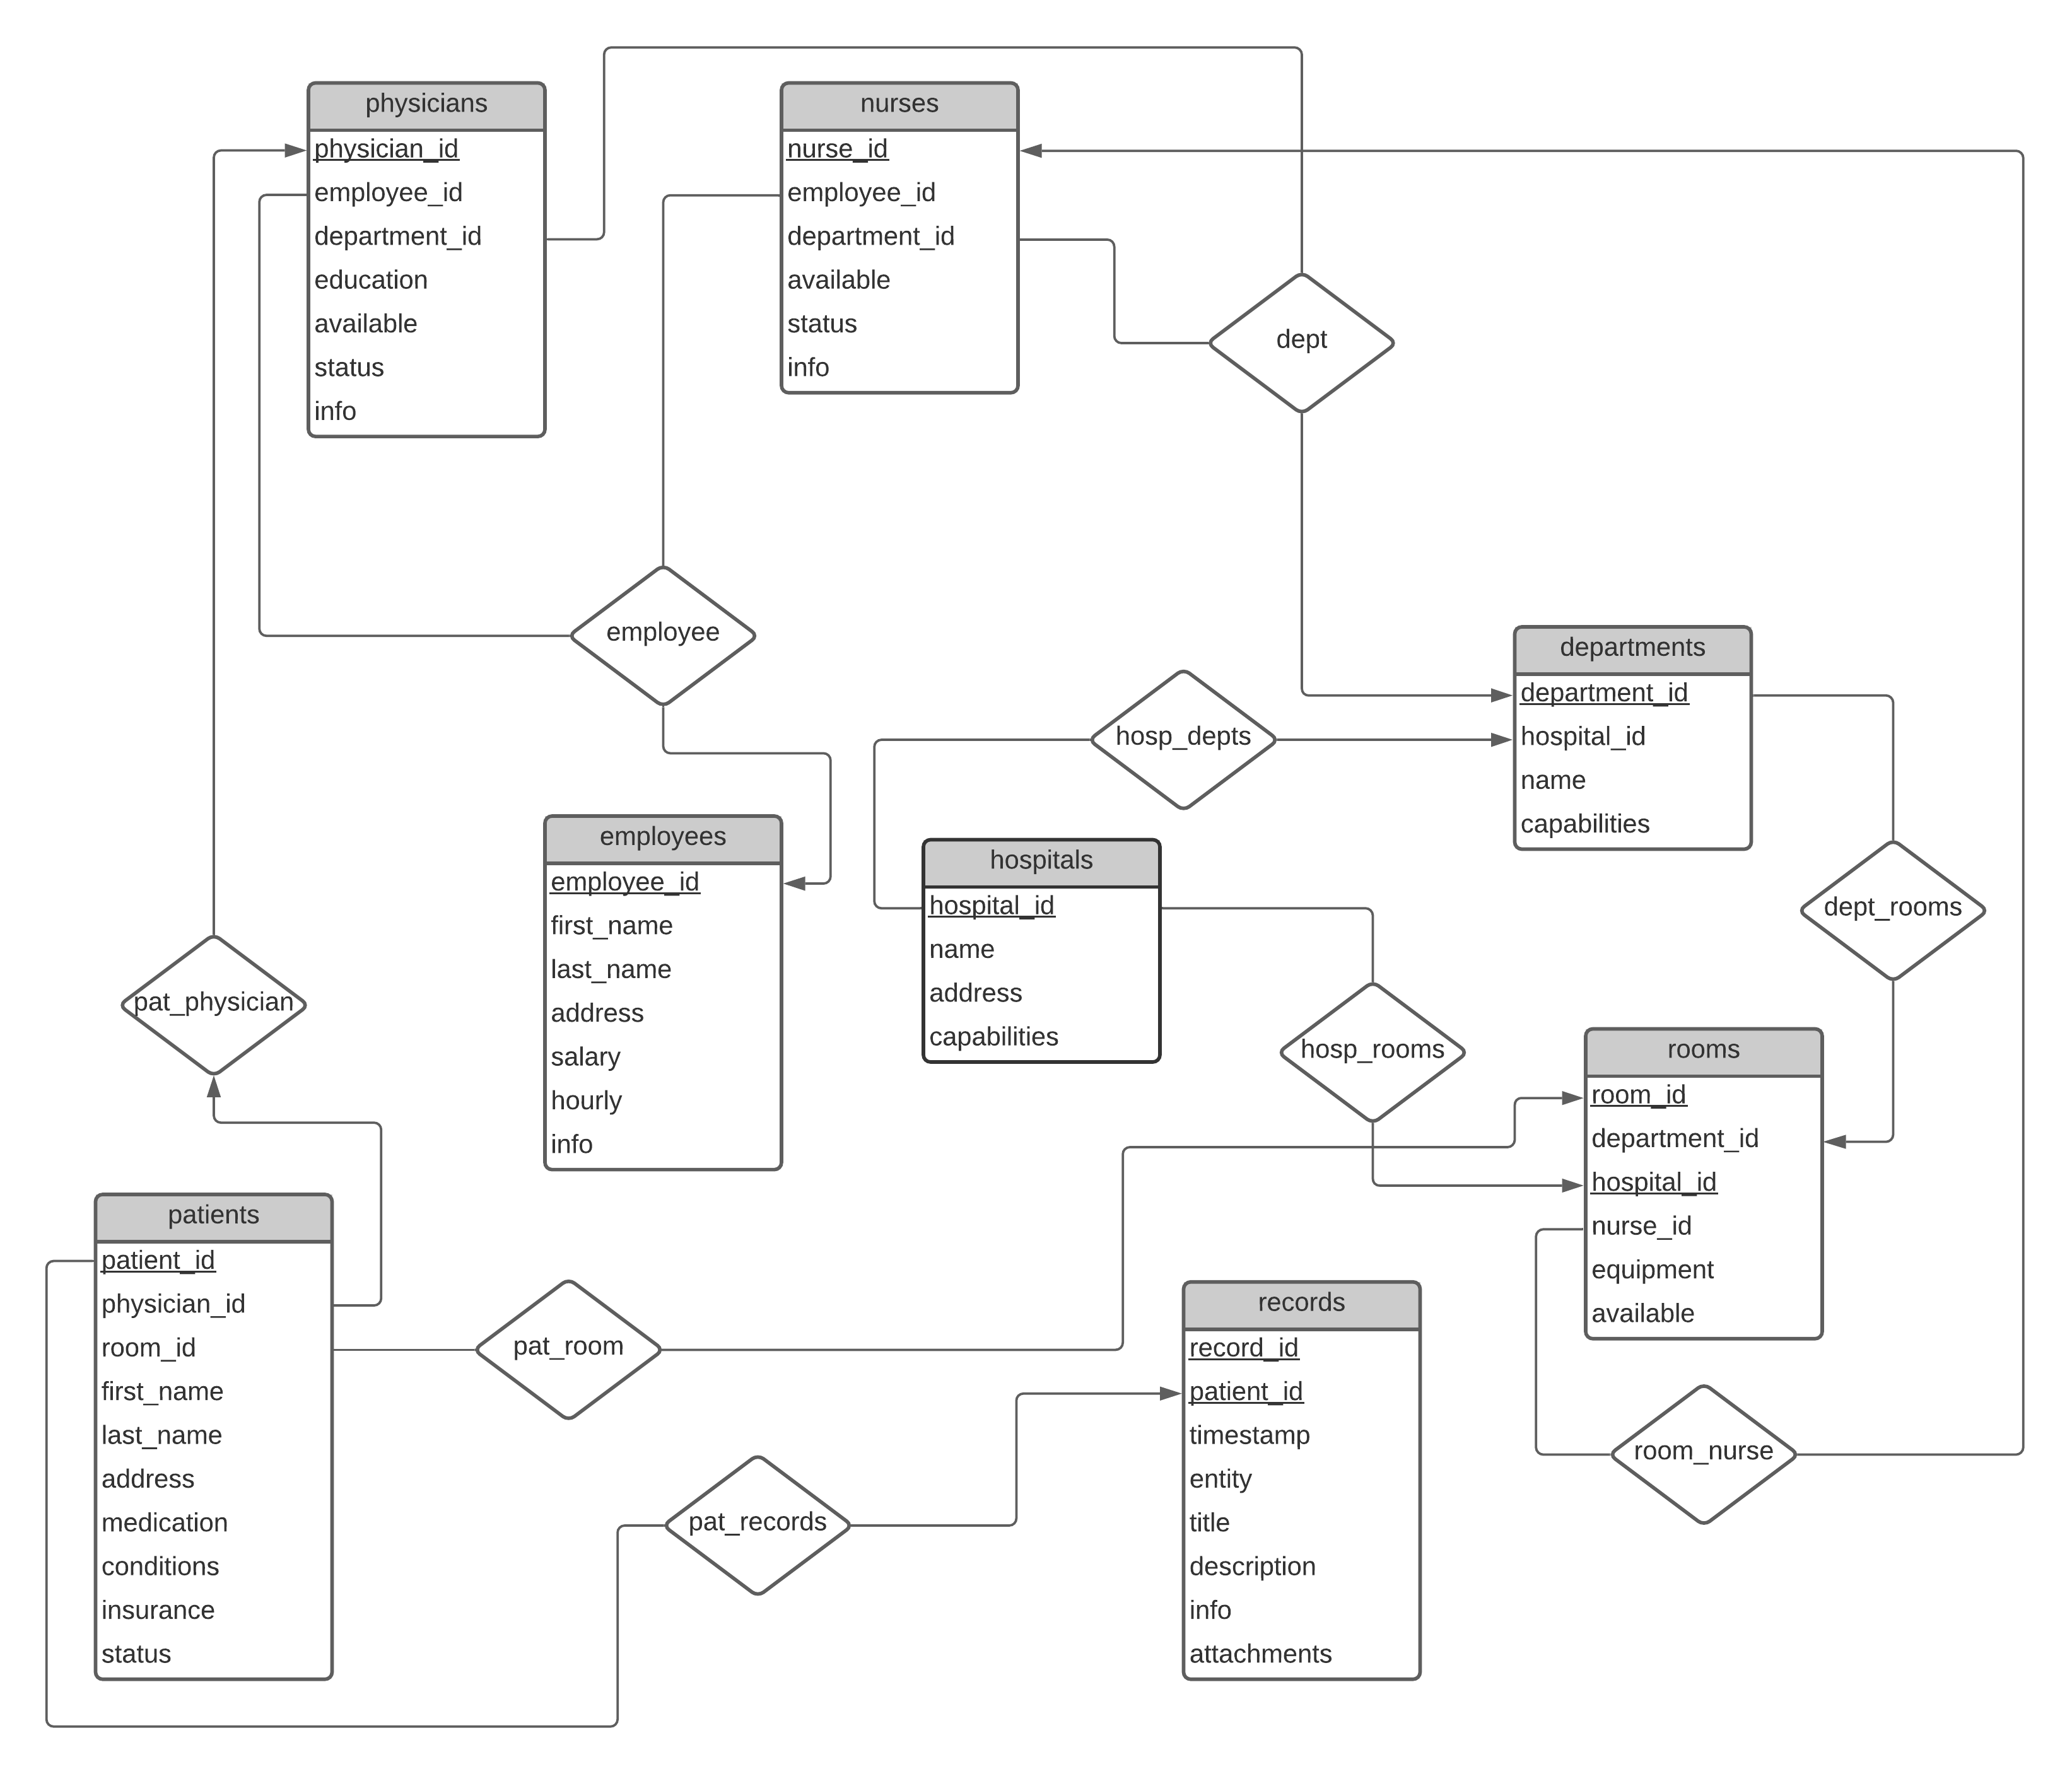 physicians
physician_id
employee_id
department_id
education
available
status
info
nurses
nurse_id
employee_id
department_id
available
status
info
dept
employee
departments
department_id
hospital_id
name
capabilities
hosp_depts
employees
employee_id
first_name
last_name
address
salary
hourly
info
hospitals
hospital_id
name
address
capabilities
dept_rooms
pat_physician
hosp_rooms
rooms
room_id
department_id
hospital_id
nurse_id
equipment
available
patients
patient_id
physician_id
room_id
first_name
last_name
address
medication
conditions
insurance
status
pat_room
records
record_id
patient_id
timestamp
entity
title
description
info
attachments
room_nurse
pat_records